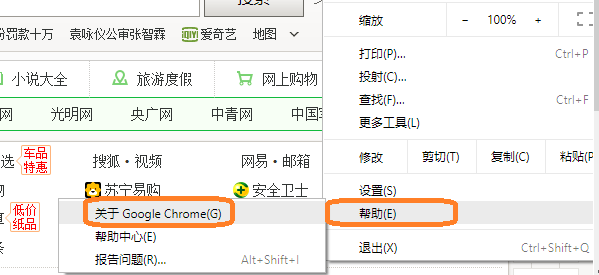 搜索
缩放 － 100% ＋
份罚十万 袁咏仪公审张智霖 iQIYI 爱奇艺 地图
打印(P)... Ctrl+P
投射(C)...
小说大全 旅游度假 网上购物
查找(F)... Ctrl+F
更多工具(L)
网 光明网 央广网 中青网 中国
修改 剪切(T) 复制(C) 粘贴(P
选 车品特惠 搜狐·视频 网易·邮箱
设置(S)
苏宁易购 安全卫士
低价纸品
关于 Google Chrome(G)
帮助(E)
帮助中心(E)
报告问题(R)... Alt+Shift+I
退出(X) Ctrl+Shift+Q